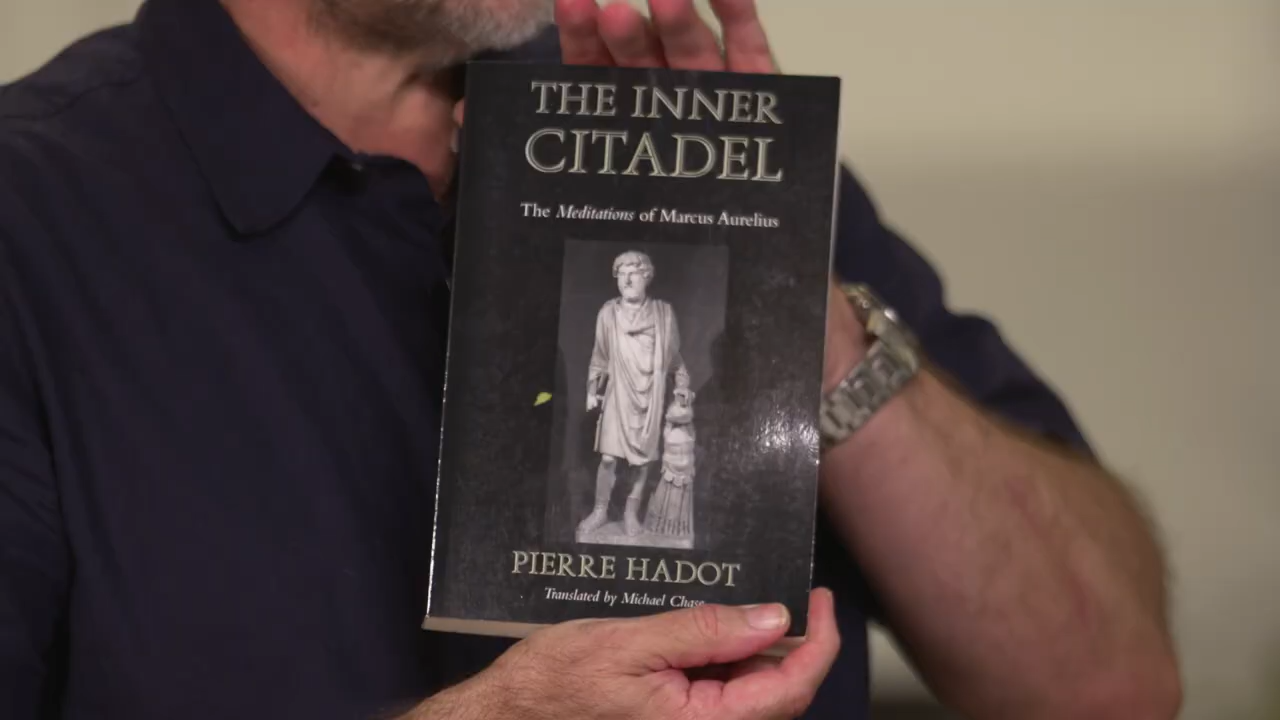 THE INNER
CITADEL
The Meditations of Marcus Aurelius
PIERRE HADOT
Translated by Michael Chase